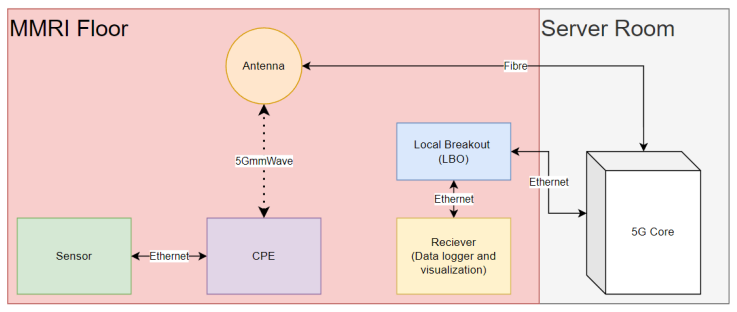 MMRI Floor
Server Room
Antenna
Fibre
Local Breakout
(LBO)
5GmmWave
Ethernet
Ethernet
Sensor
Ethernet
CPE
Reciever
(Data logger and
visualization)
5G Core